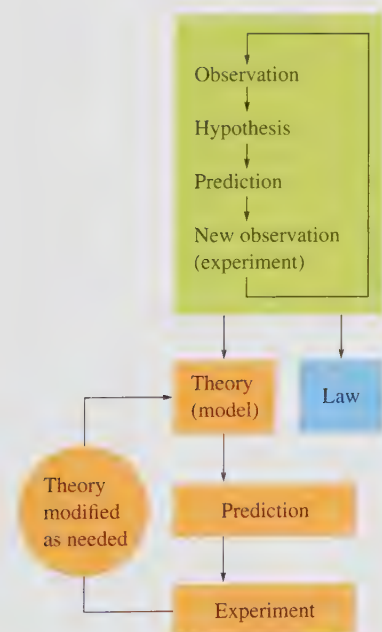 Observation
Hypothesis
Prediction
New observation
(experiment)
Theory
(model)
Law
Theory
modified
as needed
Prediction
Experiment